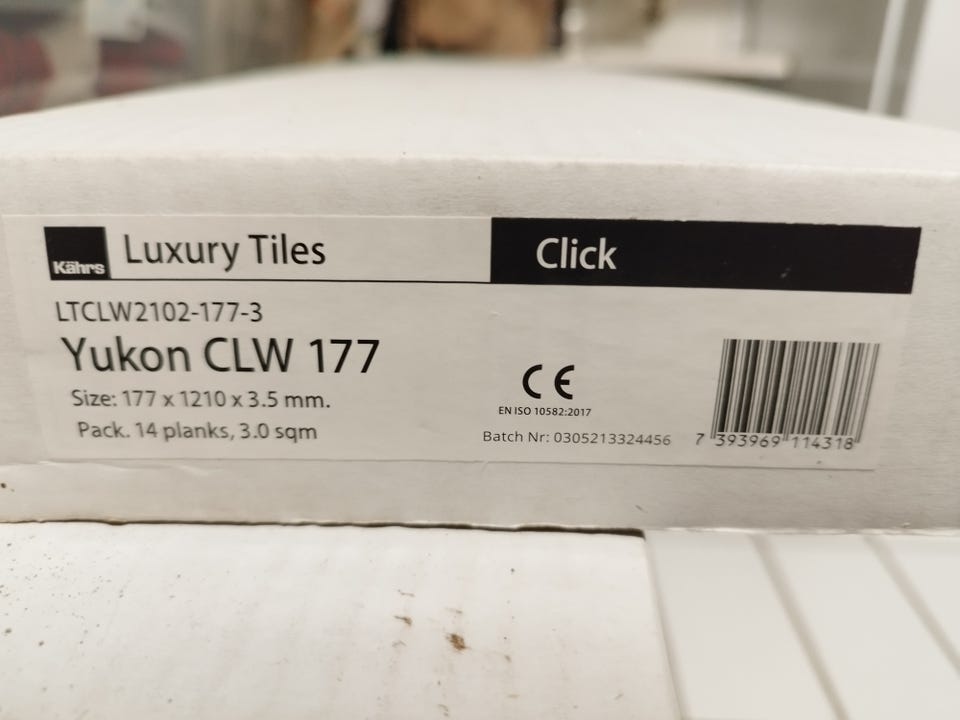 Kährs
Luxury Tiles
Click
LTCLW2102-177-3
Yukon CLW 177
Size: 177 x 1210 x 3.5 mm.
Pack. 14 planks, 3.0 sqm
CE
EN ISO 10582:2017
Batch Nr: 0305213324456
7 393969 114318